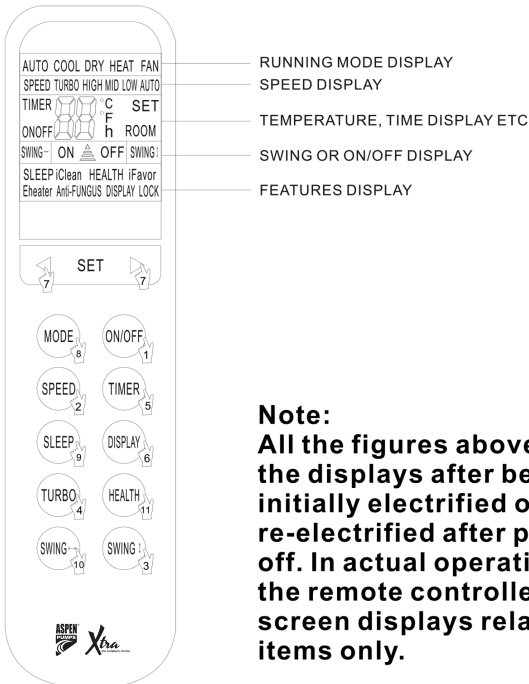 AUTO COOL DRY HEAT FAN
SPEED TURBO HIGH MID LOW AUTO
TIMER 88 °C SET
°F
ONOFF h ROOM
SWING ON OFF SWING
SLEEP iClean HEALTH iFavor
Eheater Anti-FUNGUS DISPLAY LOCK
RUNNING MODE DISPLAY
SPEED DISPLAY
TEMPERATURE, TIME DISPLAY ETC
SWING OR ON/OFF DISPLAY
FEATURES DISPLAY
SET
7 7
MODE ON/OFF
8 1
SPEED TIMER
2 5
SLEEP DISPLAY
9 6
TURBO HEALTH
4 11
SWING SWING
10 3
ASPEN
PUMPS
Xtra
Note:
All the figures above
the displays after be
initially electrified o
re-electrified after p
off. In actual operati
the remote controlle
screen displays rela
items only.